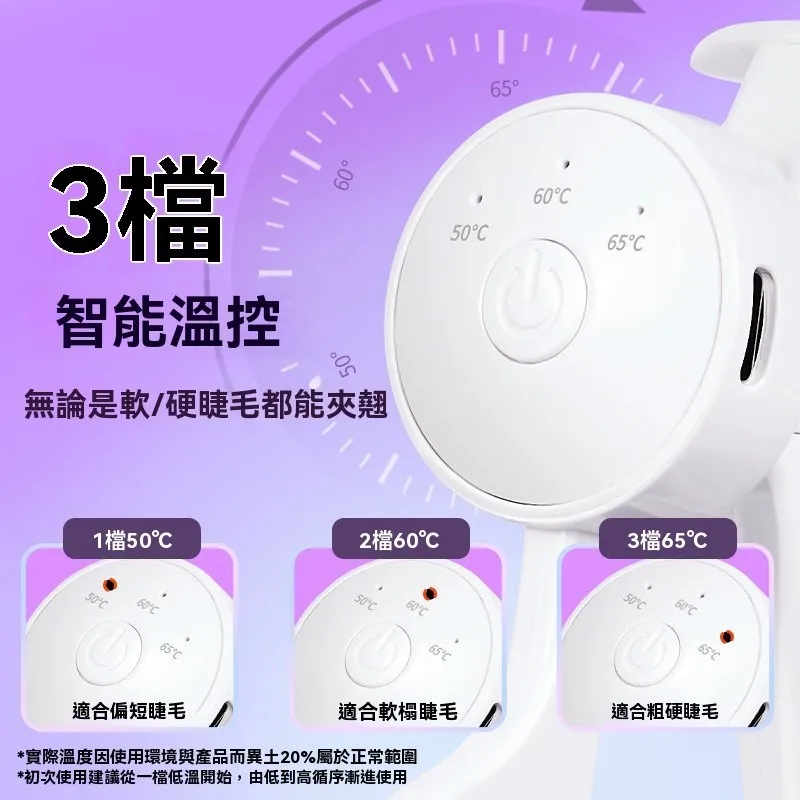 65°
60°
50°
3檔
智能溫控
無論是軟/硬睫毛都能夾翹
50℃
60℃
65℃
1檔50℃
50℃
60℃
65℃
適合偏短睫毛
2檔60℃
50℃
60℃
65℃
適合軟榻睫毛
3檔65℃
50℃
60℃
65℃
適合粗硬睫毛
*實際溫度因使用環境與產品而異土20%屬於正常範圍
*初次使用建議從一檔低溫開始，由低到高循序漸進使用